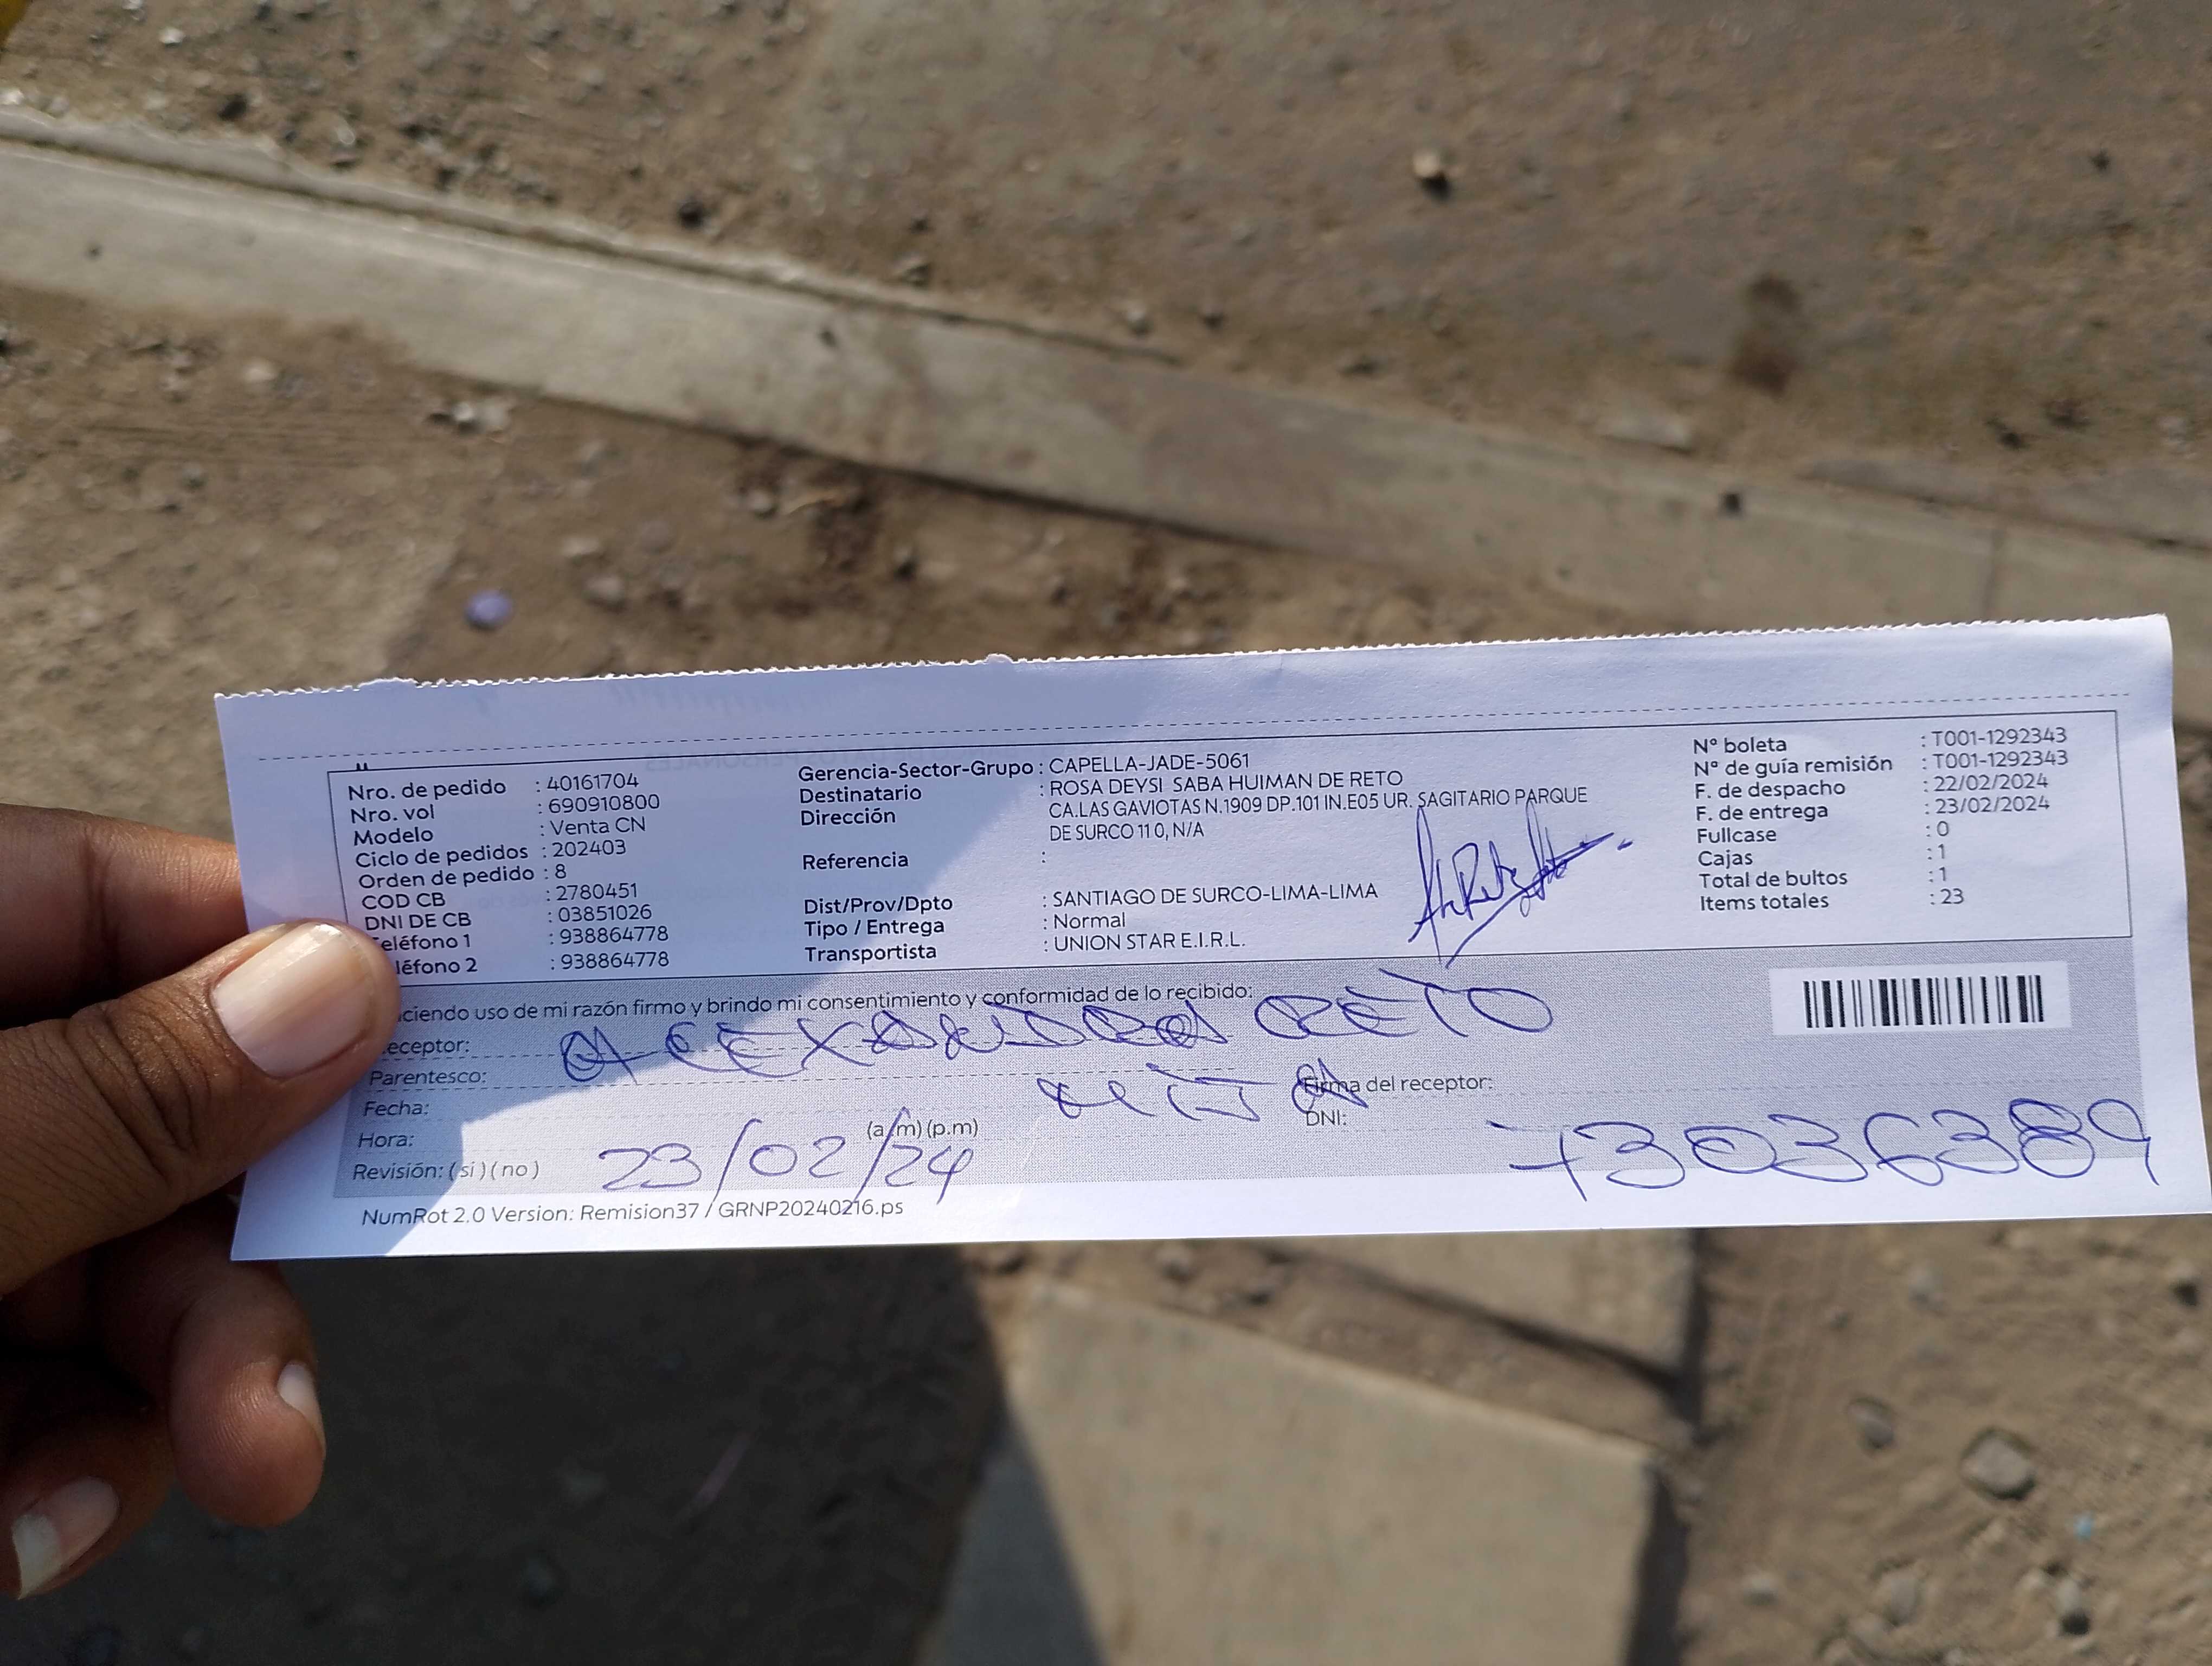 Nro. de pedido : 40161704
Nro. vol : 690910800
Modelo : Venta CN
Ciclo de pedidos : 202403
Orden de pedido : 8
COD CB : 2780451
DNI DE CB : 03851026
eléfono 1 : 938864778
léfono 2 : 938864778
Gerencia-Sector-Grupo : CAPELLA-JADE-5061
Destinatario : ROSA DEYSI SABA HUIMAN DE RETO
Dirección CA.LAS GAVIOTAS N.1909 DP.101 IN.E05 UR. SAGITARIO PARQUE
DE SURCO 11 0, N/A
Referencia :
Dist/Prov/Dpto : SANTIAGO DE SURCO-LIMA-LIMA
Tipo / Entrega : Normal
Transportista : UNION STAR E.I.R.L.
N° boleta : T001-1292343
N° de guía remisión : T001-1292343
F. de despacho : 22/02/2024
F. de entrega : 23/02/2024
Fullcase : 0
Cajas : 1
Total de bultos : 1
Items totales : 23
ciendo uso de mi razón firmo y brindo mi consentimiento y conformidad de lo recibido:
eceptor: ALEXANDRA RETO
Parentesco: NITA
Firma del receptor:
Fecha:
DNI: 73036389
Hora: (a.m) (p.m)
Revisión: ( si ) ( no ) 23/02/24
NumRot 2.0 Version: Remision37 / GRNP20240216.ps